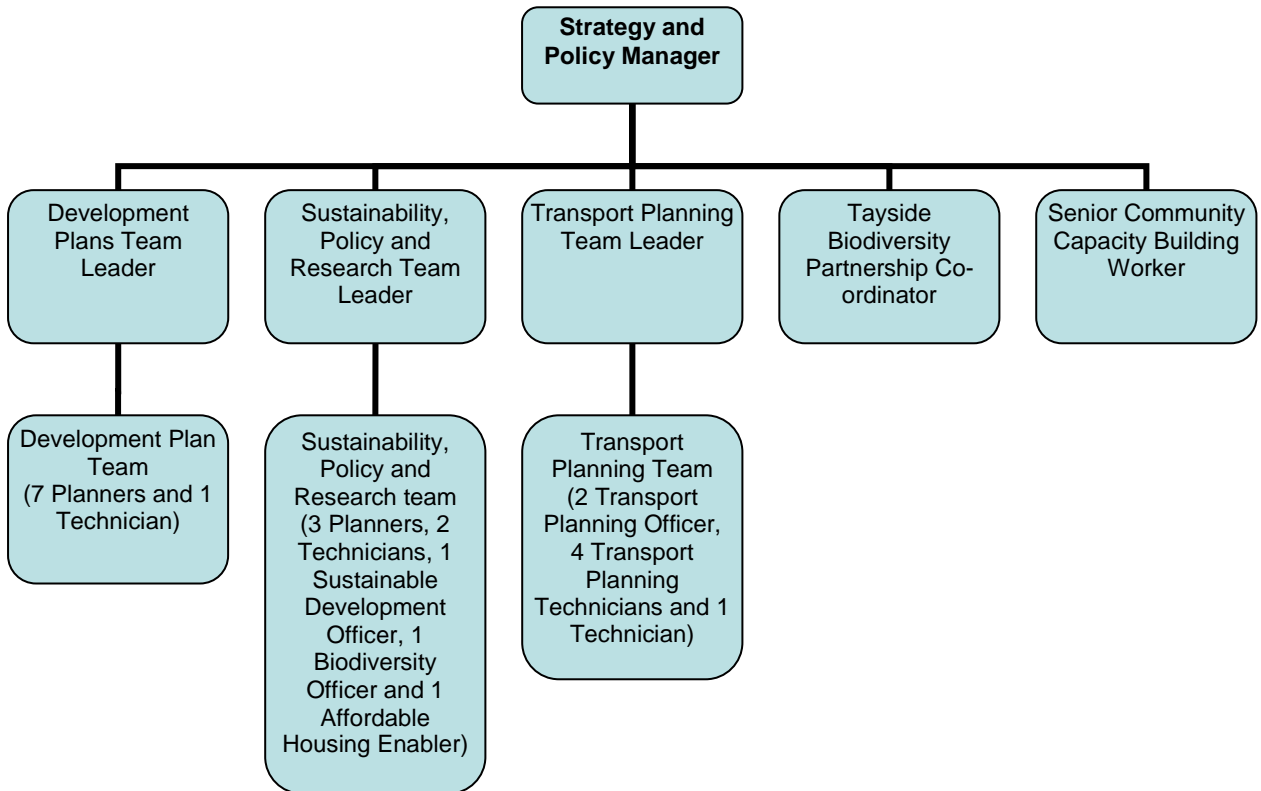 Strategy and
Policy Manager
Development
Plans Team
Leader
Sustainability,
Policy and
Research Team
Leader
Transport Planning
Team Leader
Tayside
Biodiversity
Partnership Co-
ordinator
Senior Community
Capacity Building
Worker
Development Plan
Team
(7 Planners and 1
Technician)
Sustainability,
Policy and
Research team
(3 Planners, 2
Technicians, 1
Sustainable
Development
Officer, 1
Biodiversity
Officer and 1
Affordable
Housing Enabler)
Transport
Planning Team
(2 Transport
Planning Officer,
4 Transport
Planning
Technicians and 1
Technician)